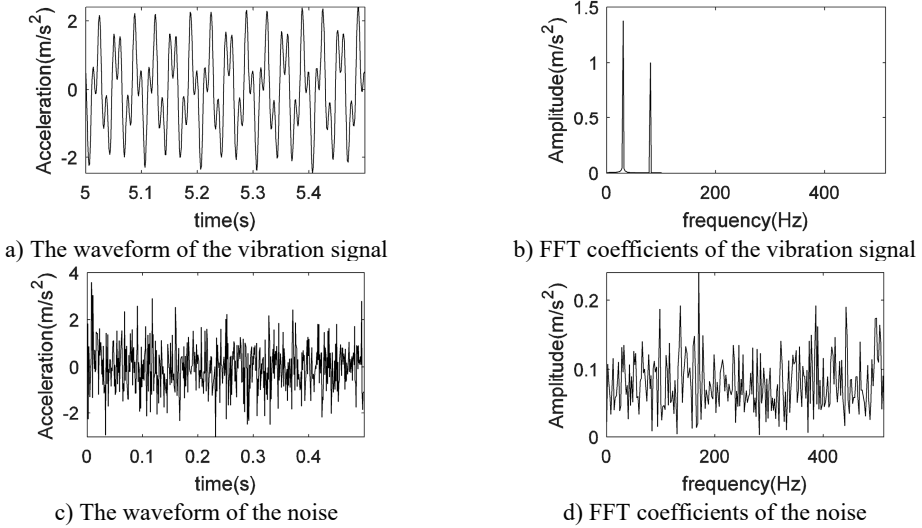 Acceleration(m/s²)
2
0
-2
5
5.1
5.2
5.3
5.4
time(s)
a) The waveform of the vibration signal
Amplitude(m/s²)
1.5
1
0.5
0
0
200
400
frequency(Hz)
b) FFT coefficients of the vibration signal
Acceleration(m/s²)
4
2
0
-2
0
0.1
0.2
0.3
0.4
time(s)
c) The waveform of the noise
Amplitude(m/s²)
0.2
0.1
0
0
200
400
frequency(Hz)
d) FFT coefficients of the noise